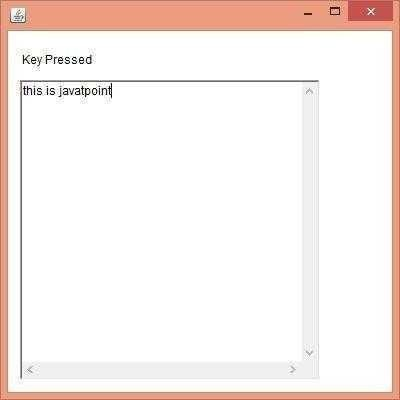 Key Pressed
this is javatpoint